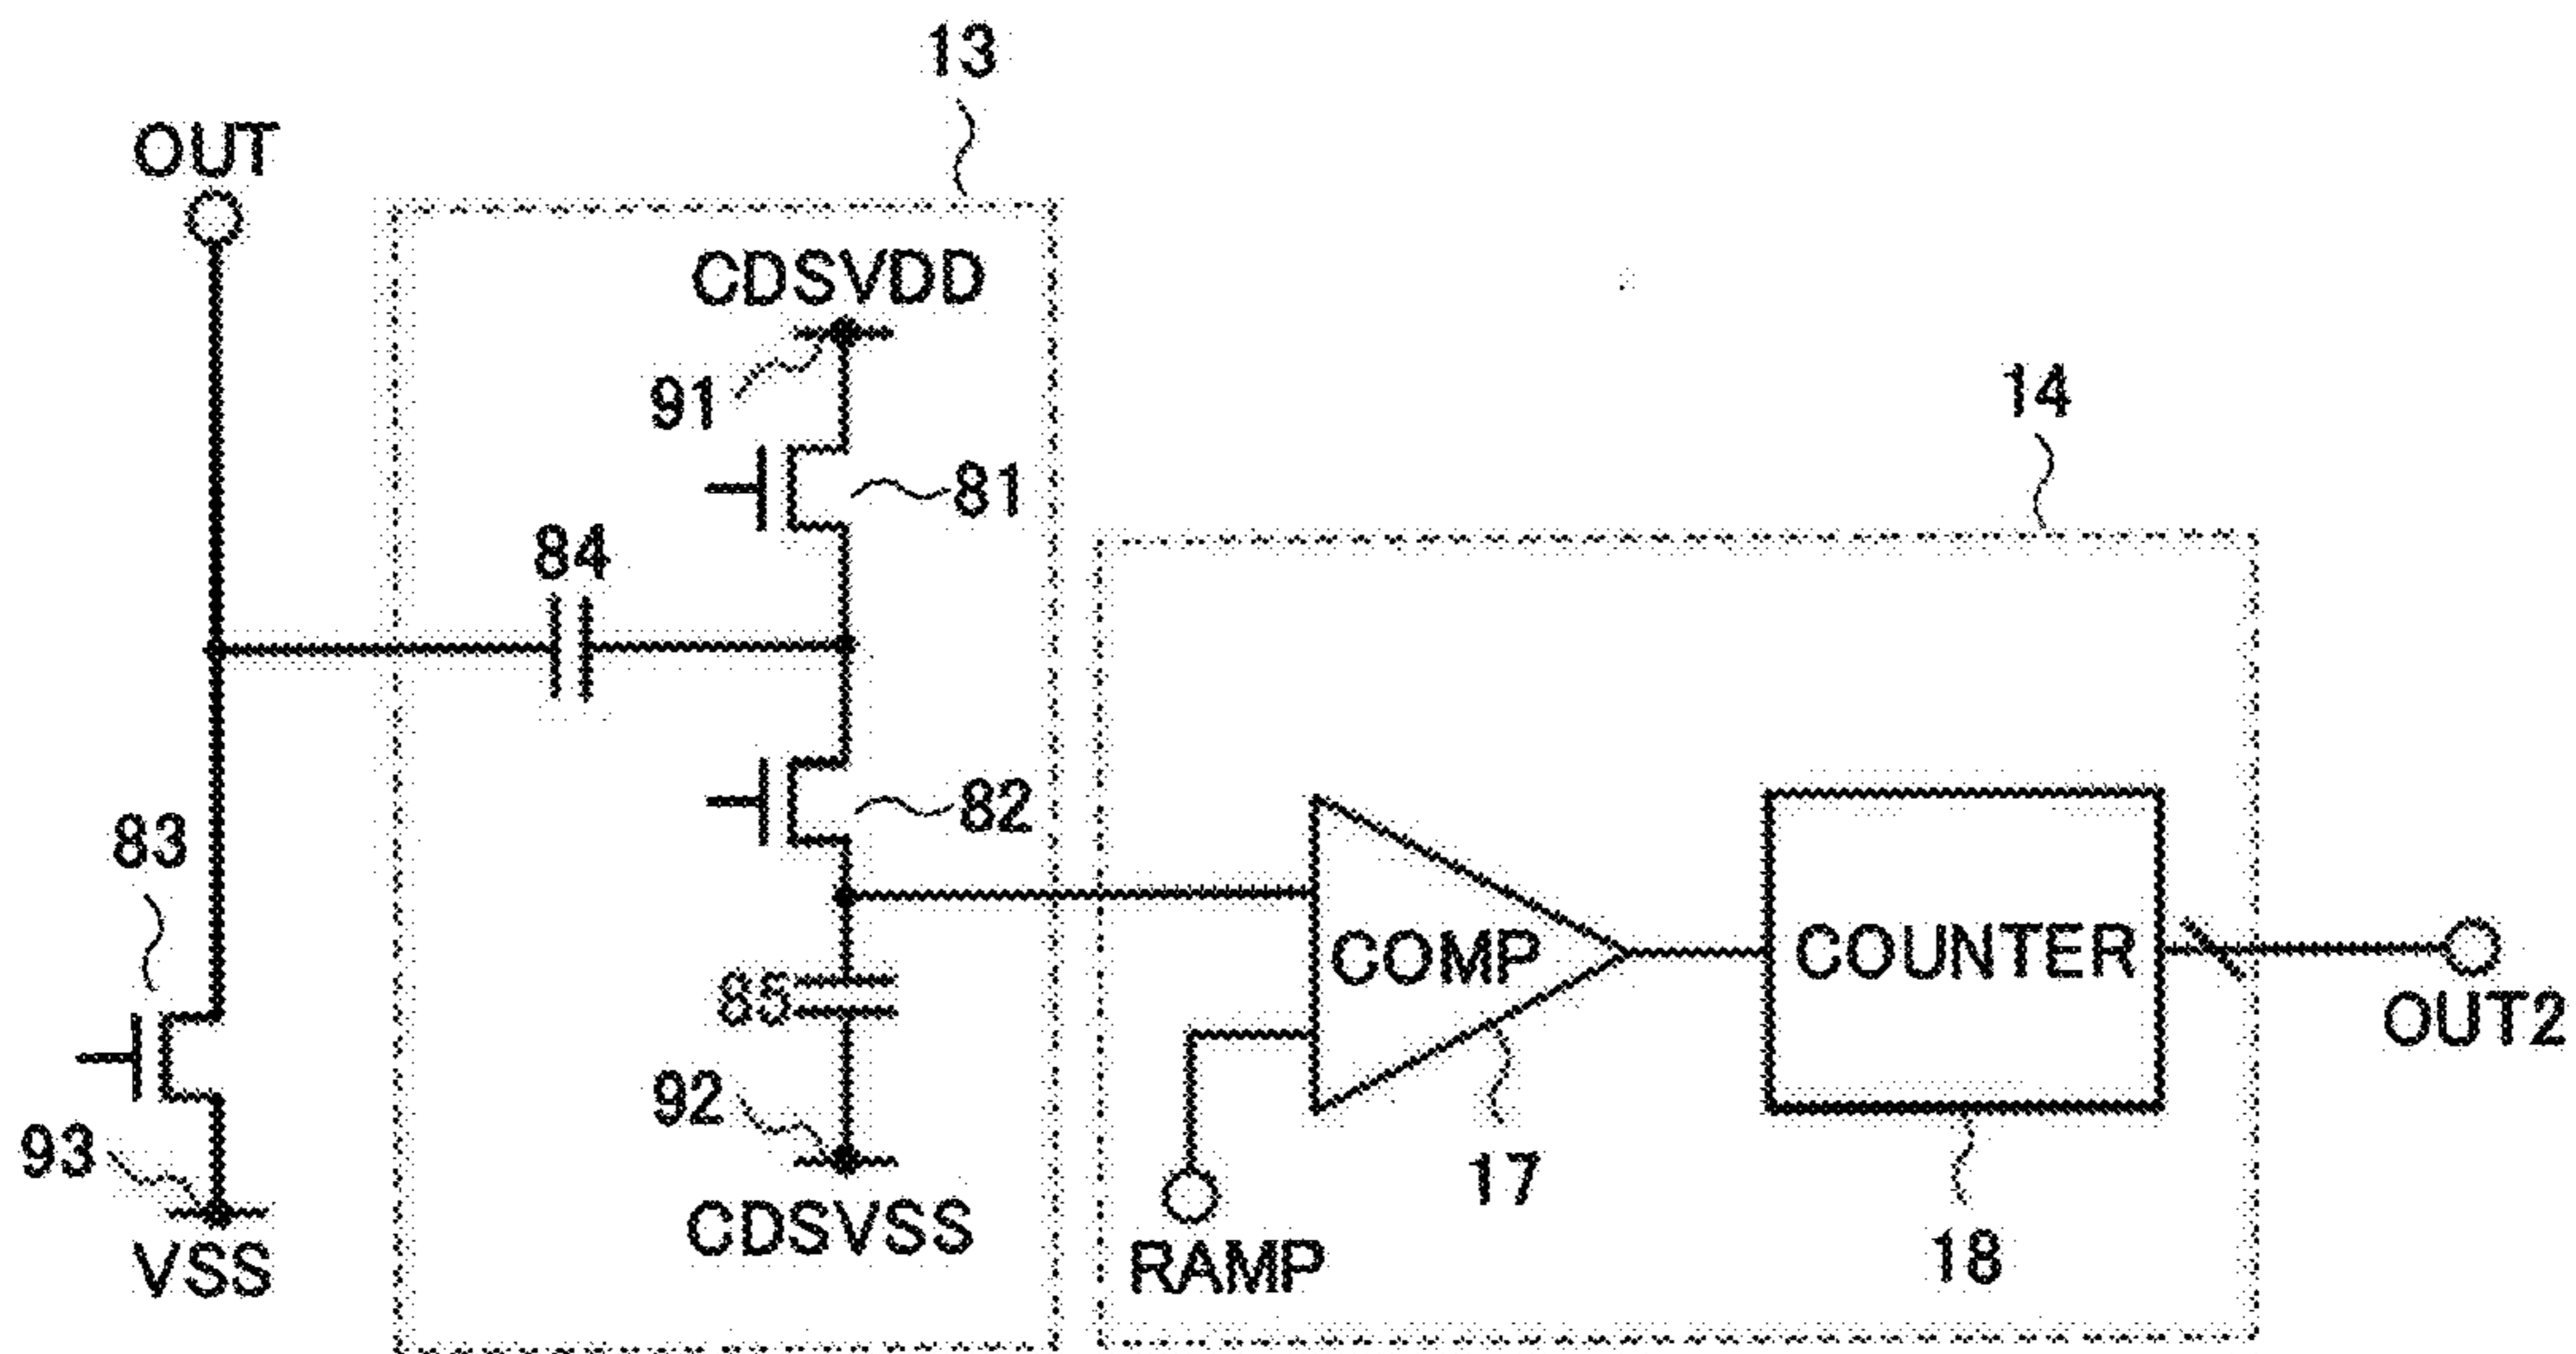 13
OUT
CDSVDD
91
14
81
84
82
83
COMP
COUNTER
85
OUT2
92
93
17
CDSVSS
18
VSS
RAMP